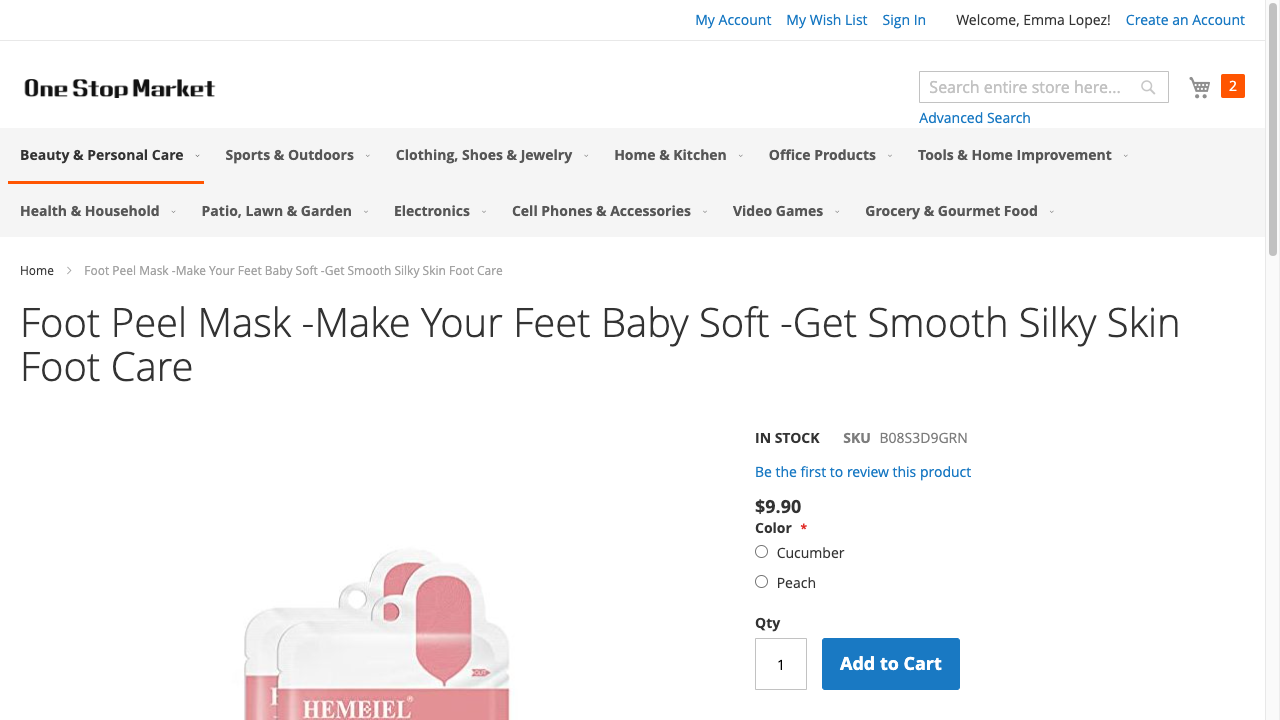 My Account My Wish List Sign In Welcome, Emma Lopez! Create an Account
One Stop Market
Search entire store here...
2
Advanced Search
Beauty & Personal Care Sports & Outdoors Clothing, Shoes & Jewelry Home & Kitchen Office Products Tools & Home Improvement
Health & Household Patio, Lawn & Garden Electronics Cell Phones & Accessories Video Games Grocery & Gourmet Food
Home > Foot Peel Mask -Make Your Feet Baby Soft -Get Smooth Silky Skin Foot Care
Foot Peel Mask -Make Your Feet Baby Soft -Get Smooth Silky Skin
Foot Care
IN STOCK SKU B08S3D9GRN
Be the first to review this product
$9.90
Color *
Cucumber
Peach
Qty
1 Add to Cart
HEMEIEL®